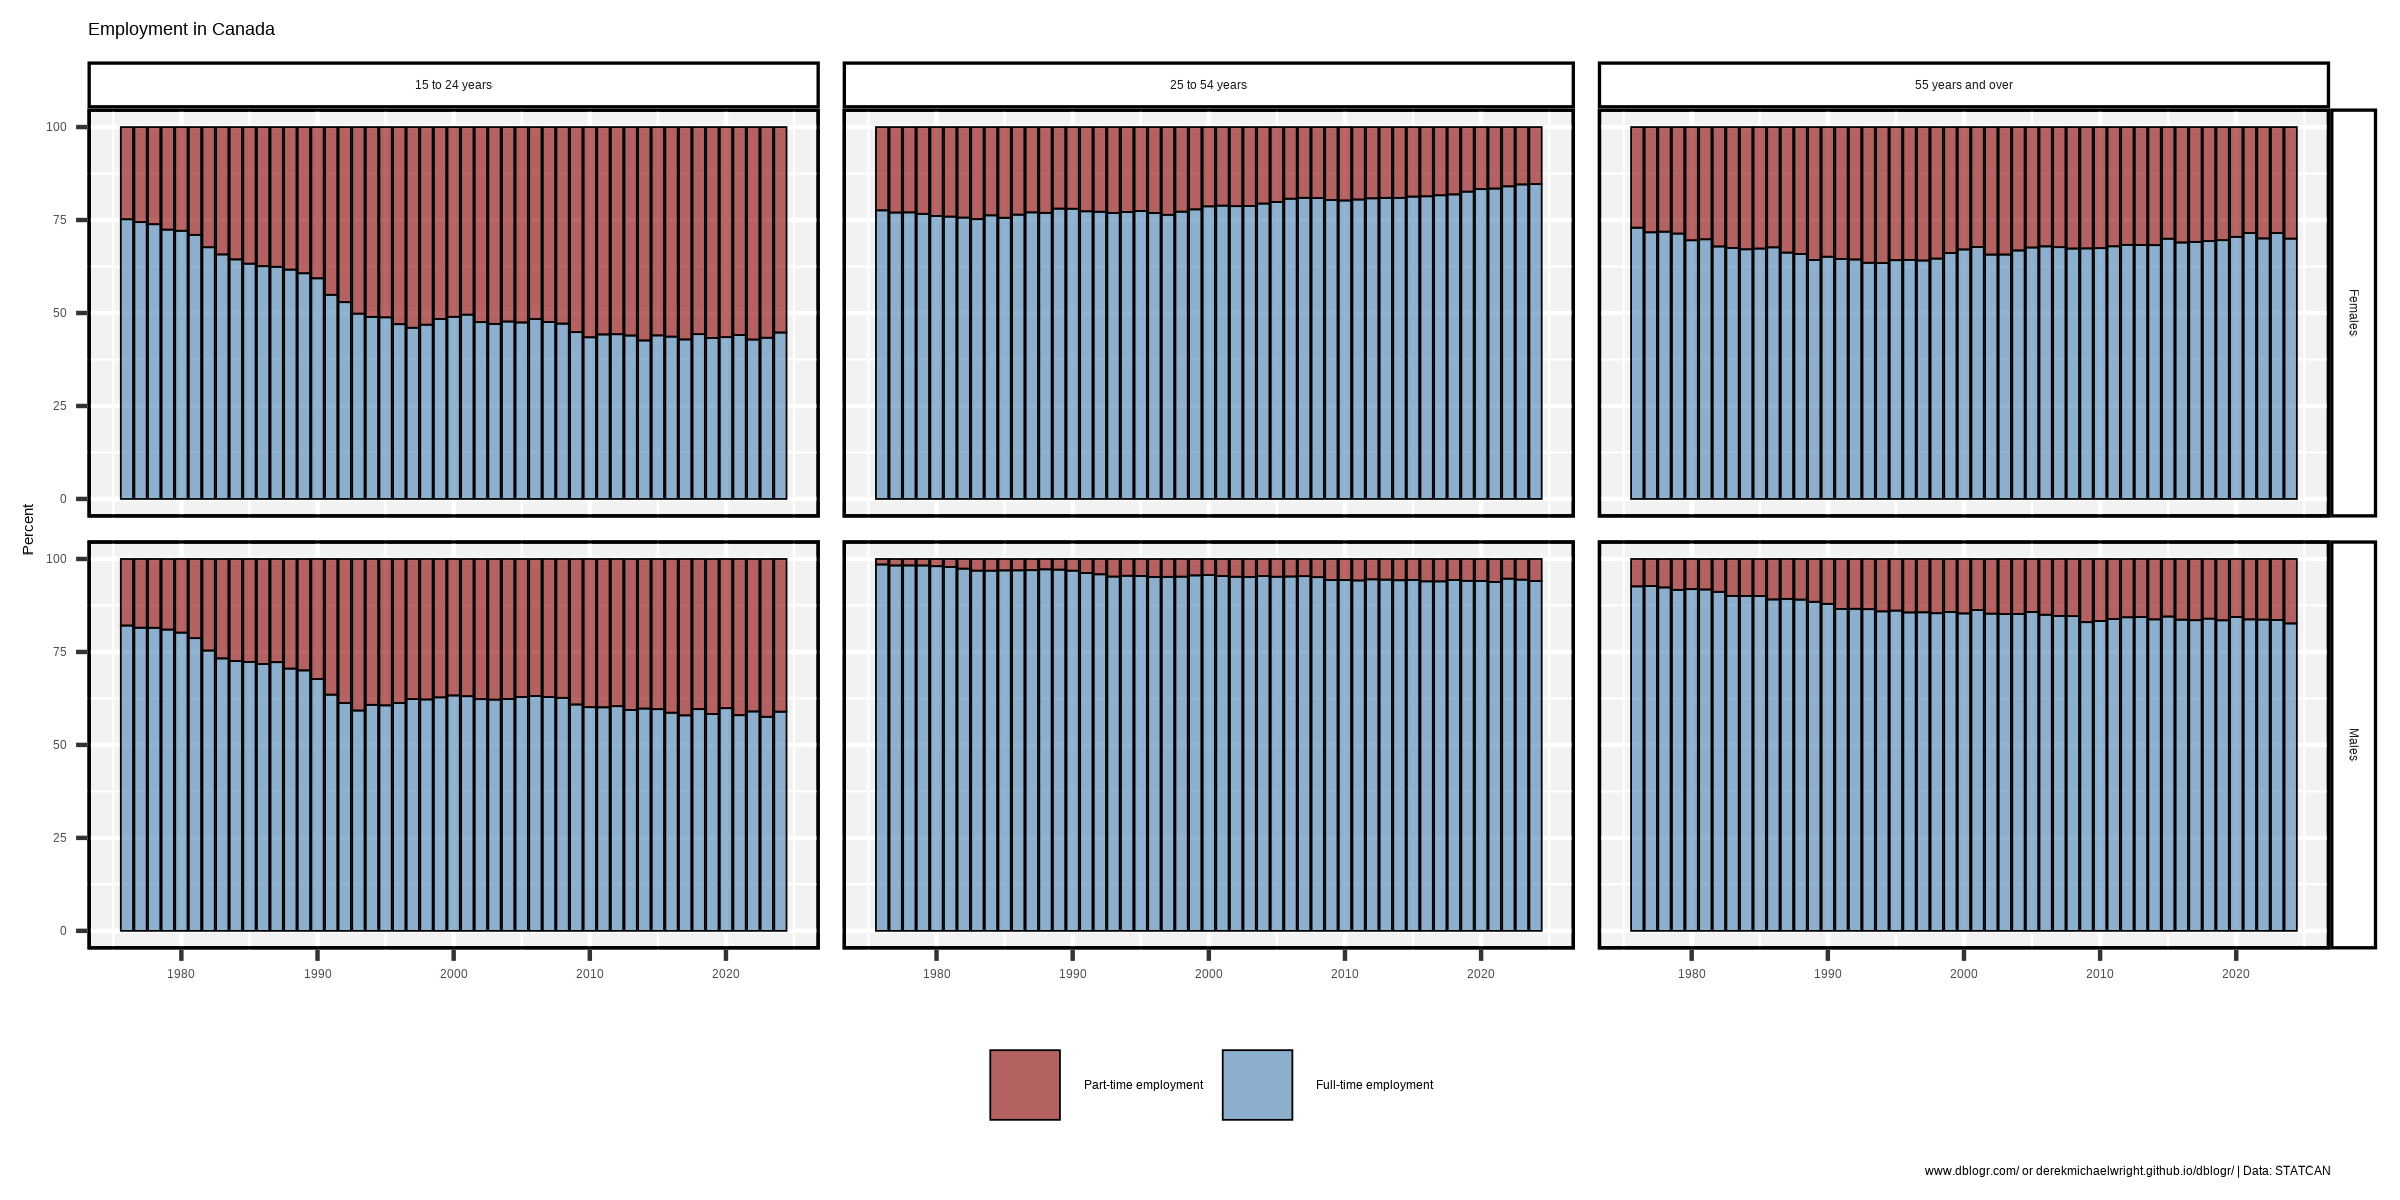 Employment in Canada
15 to 24 years
25 to 54 years
55 years and over
100
75
50
25
0
Females
Percent
100
75
50
25
0
Males
1980
1990
2000
2010
2020
1980
1990
2000
2010
2020
1980
1990
2000
2010
2020
Part-time employment
Full-time employment
www.dblogr.com/ or derekmichaelwright.github.io/dblogr/ | Data: STATCAN